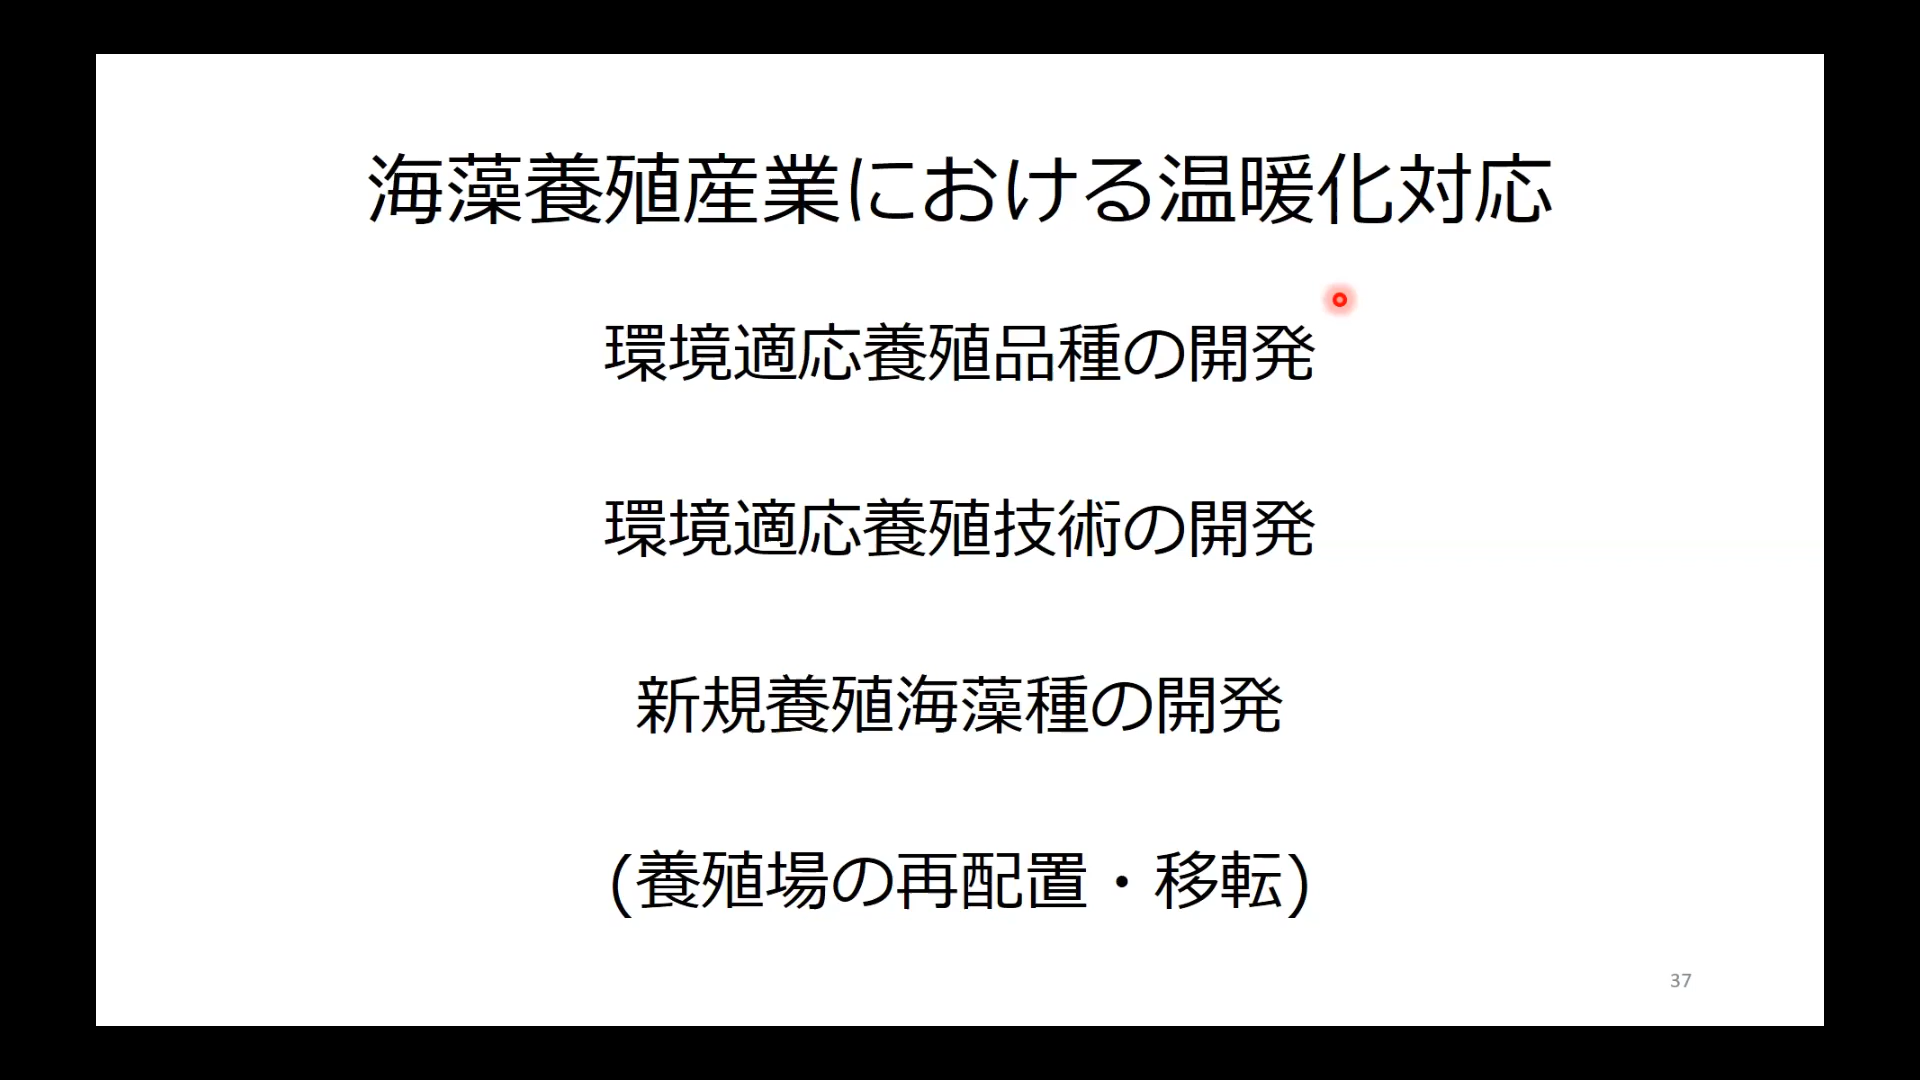 海藻養殖産業における温暖化対応
環境適応養殖品種の開発
環境適応養殖技術の開発
新規養殖海藻種の開発
(養殖場の再配置・移転)
37